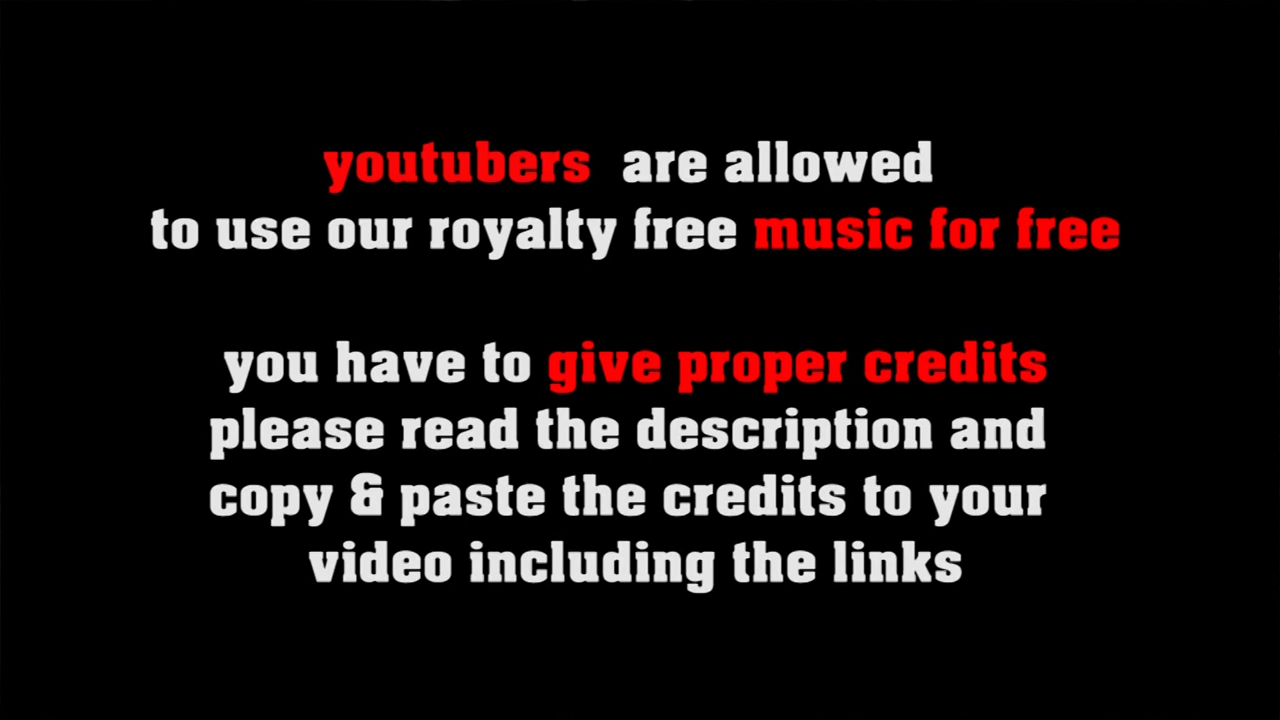 youtubers are allowed
to use our royalty free music for free
you have to give proper credits
please read the description and
copy & paste the credits to your
video including the links